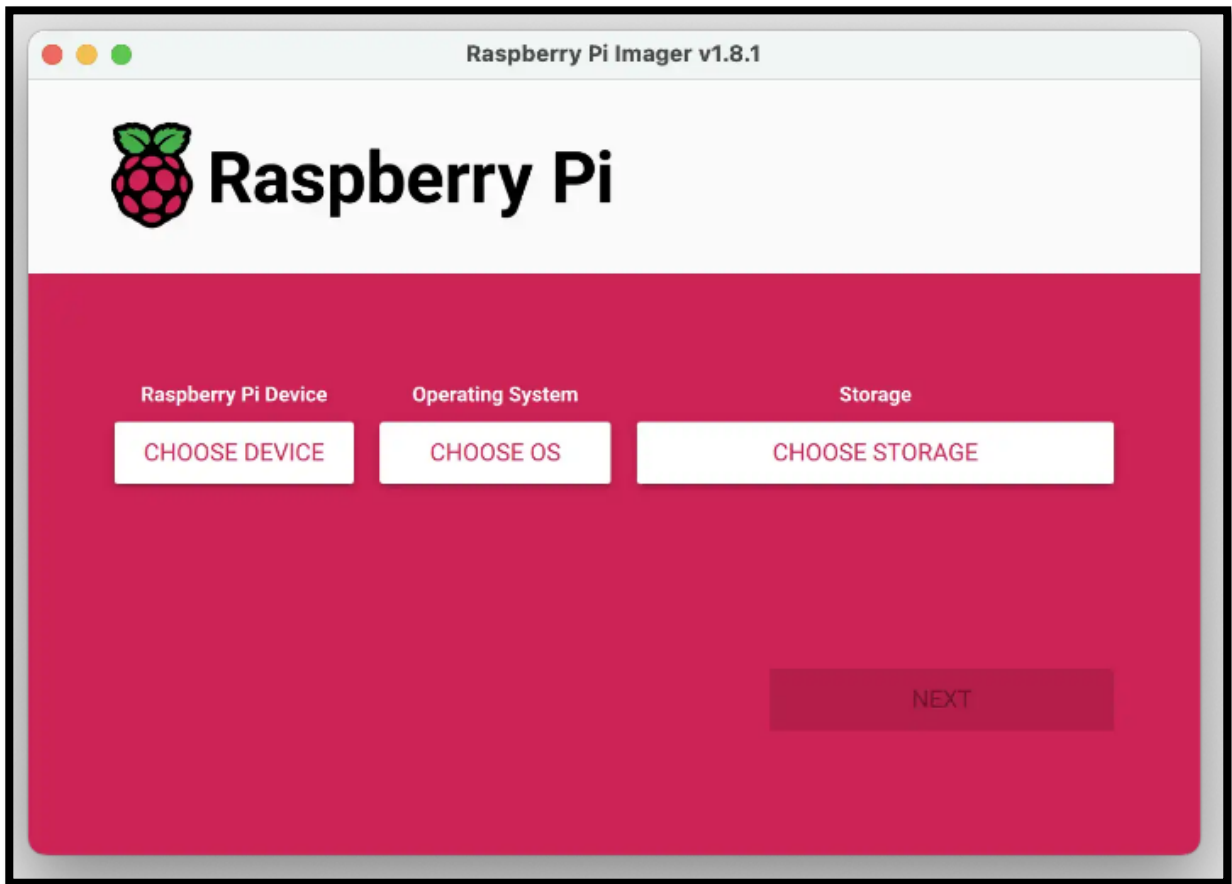 Raspberry Pi Imager v1.8.1
Raspberry Pi
Raspberry Pi Device
Operating System
Storage
CHOOSE DEVICE
CHOOSE OS
CHOOSE STORAGE
NEXT